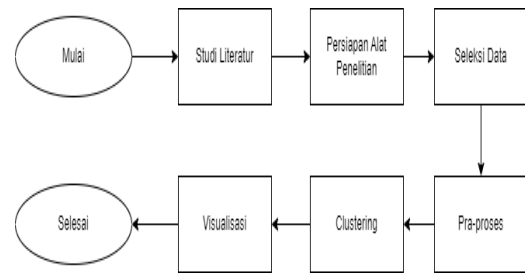 Mulai
Studi Literatur
Persiapan Alat
Penelitian
Seleksi Data
Pra-proses
Clustering
Visualisasi
Selesai